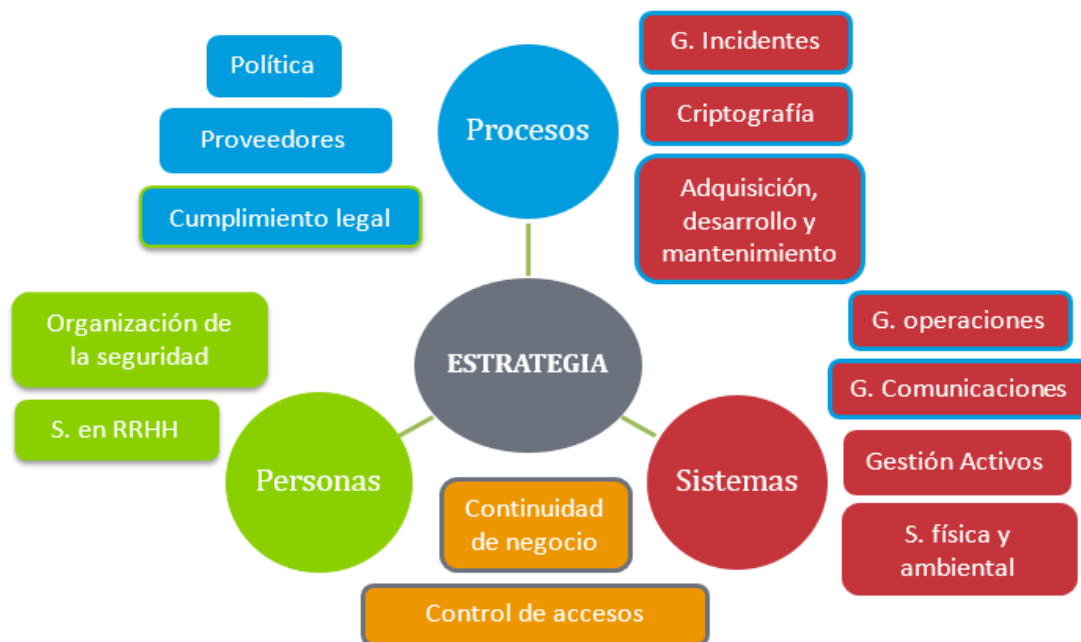 Política
Proveedores
Cumplimiento legal
Procesos
G. Incidentes
Criptografía
Adquisición,
desarrollo y
mantenimiento
Organización de
la seguridad
S. en RRHH
Personas
ESTRATEGIA
G. operaciones
G. Comunicaciones
Gestión Activos
S. física y
ambiental
Sistemas
Continuidad
de negocio
Control de accesos